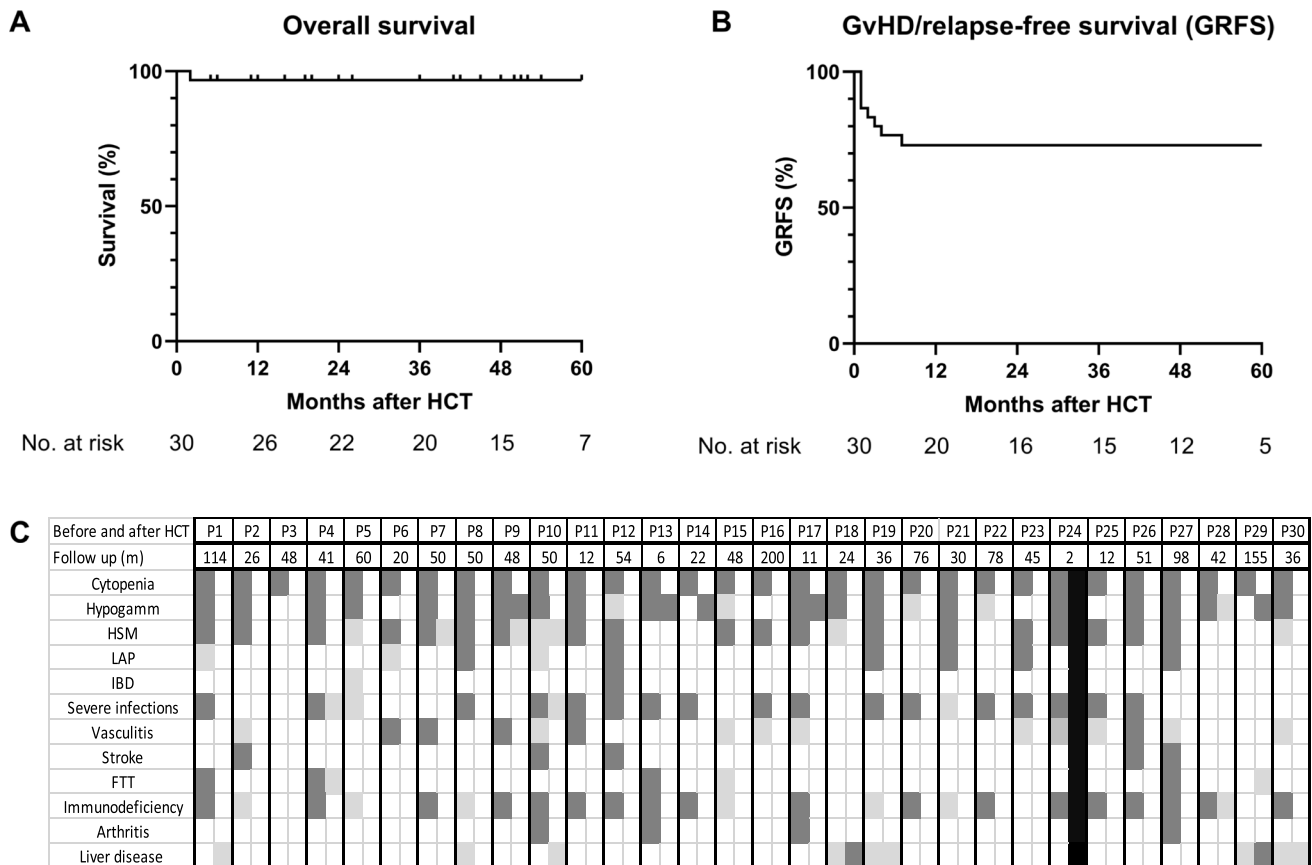 A
Overall survival
100
50
0
Survival (%)
0 12 24 36 48 60
Months after HCT
No. at risk 30 26 22 20 15 7
B
GvHD/relapse-free survival (GRFS)
100
50
0
GRFS (%)
0 12 24 36 48 60
Months after HCT
No. at risk 30 20 16 15 12 5
C
Before and after HCT P1 P2 P3 P4 P5 P6 P7 P8 P9 P10 P11 P12 P13 P14 P15 P16 P17 P18 P19 P20 P21 P22 P23 P24 P25 P26 P27 P28 P29 P30
Follow up (m) 114 26 48 41 60 20 50 50 48 50 12 54 6 22 48 200 11 24 36 76 30 78 45 2 12 51 98 42 155 36
Cytopenia
Hypogamm
HSM
LAP
IBD
Severe infections
Vasculitis
Stroke
FTT
Immunodeficiency
Arthritis
Liver disease